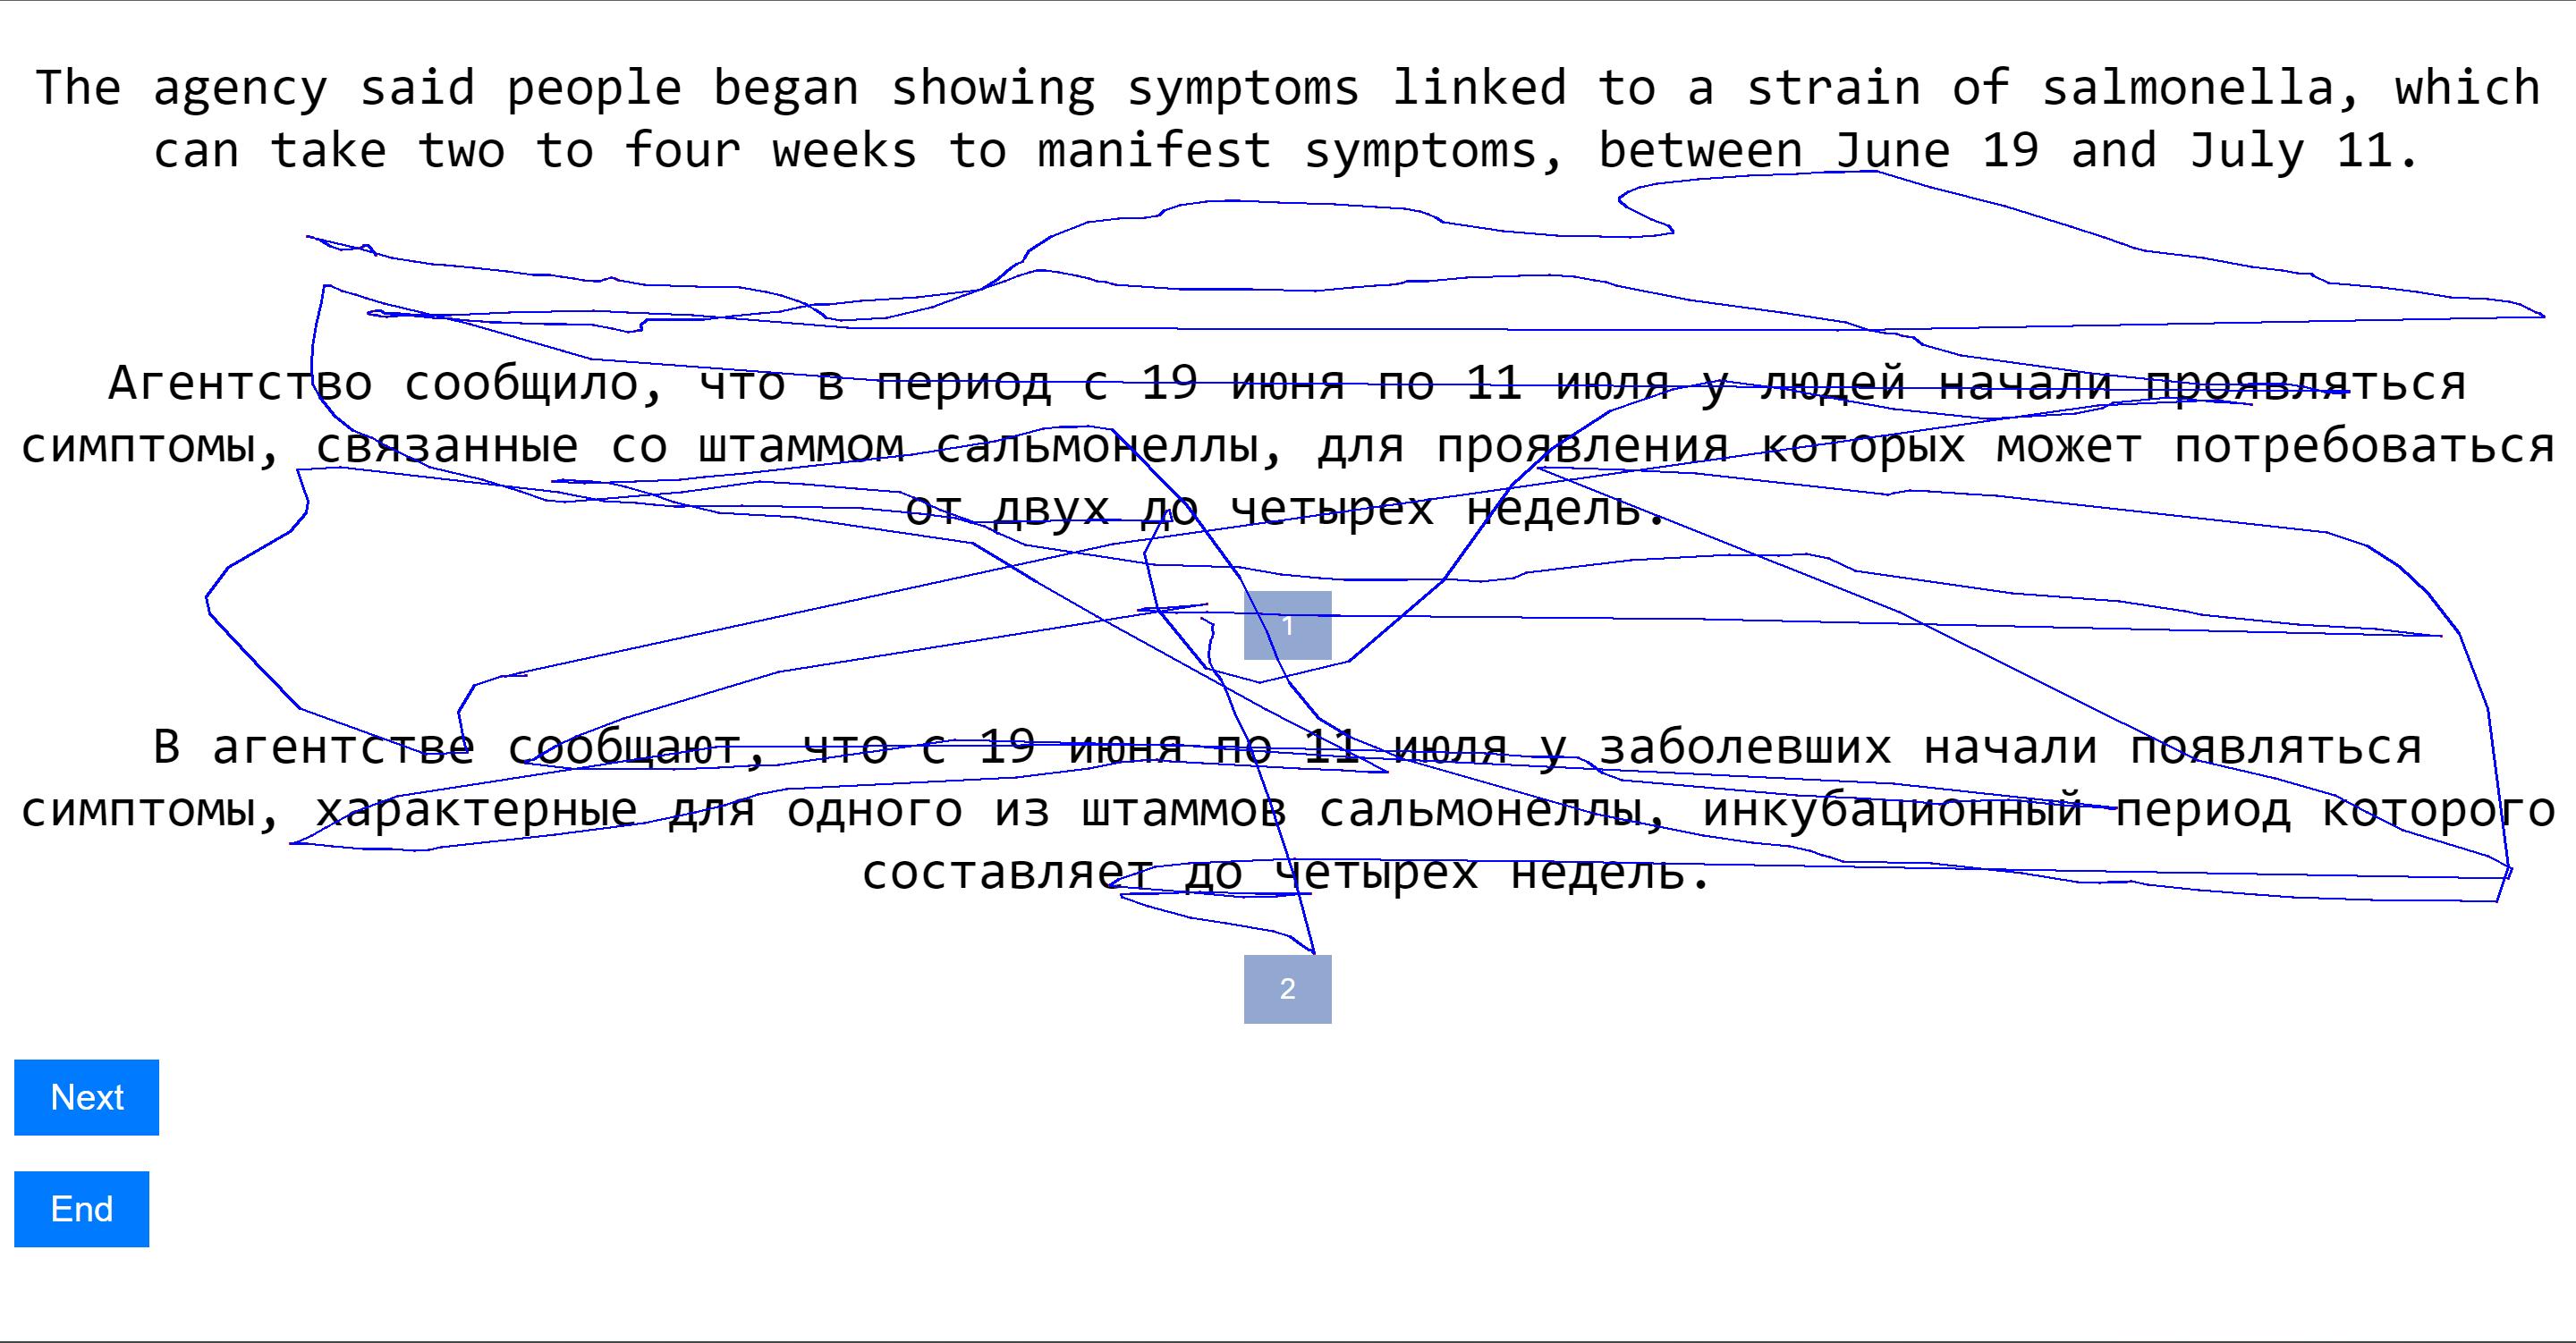 The agency said people began showing symptoms linked to a strain of salmonella, which
can take two to four weeks to manifest symptoms, between June 19 and July 11.
Агентство сообщило, что в период с 19 июня по 11 июля у людей начали проявляться
симптомы, связанные со штаммом сальмонеллы, для проявления которых может потребоваться
от двух до четырех недель.
1
В агентстве сообщают, что с 19 июня по 11 июля у заболевших начали появляться
симптомы, характерные для одного из штаммов сальмонеллы, инкубационный период которого
составляет до четырех недель.
2
Next
End